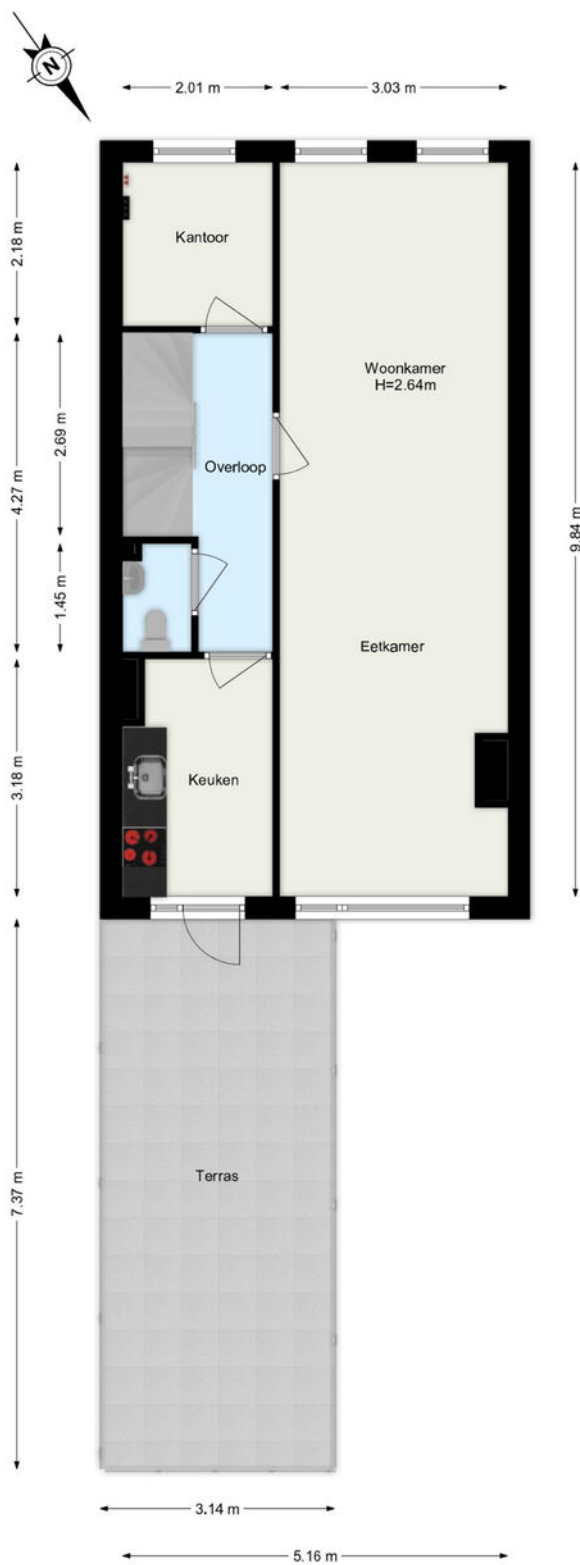 N
2.01 m
3.03 m
2.18 m
Kantoor
Woonkamer
H=2.64m
2.69 m
Overloop
4.27 m
9.84 m
1.45 m
Eetkamer
3.18 m
Keuken
Terras
7.37 m
3.14 m
5.16 m